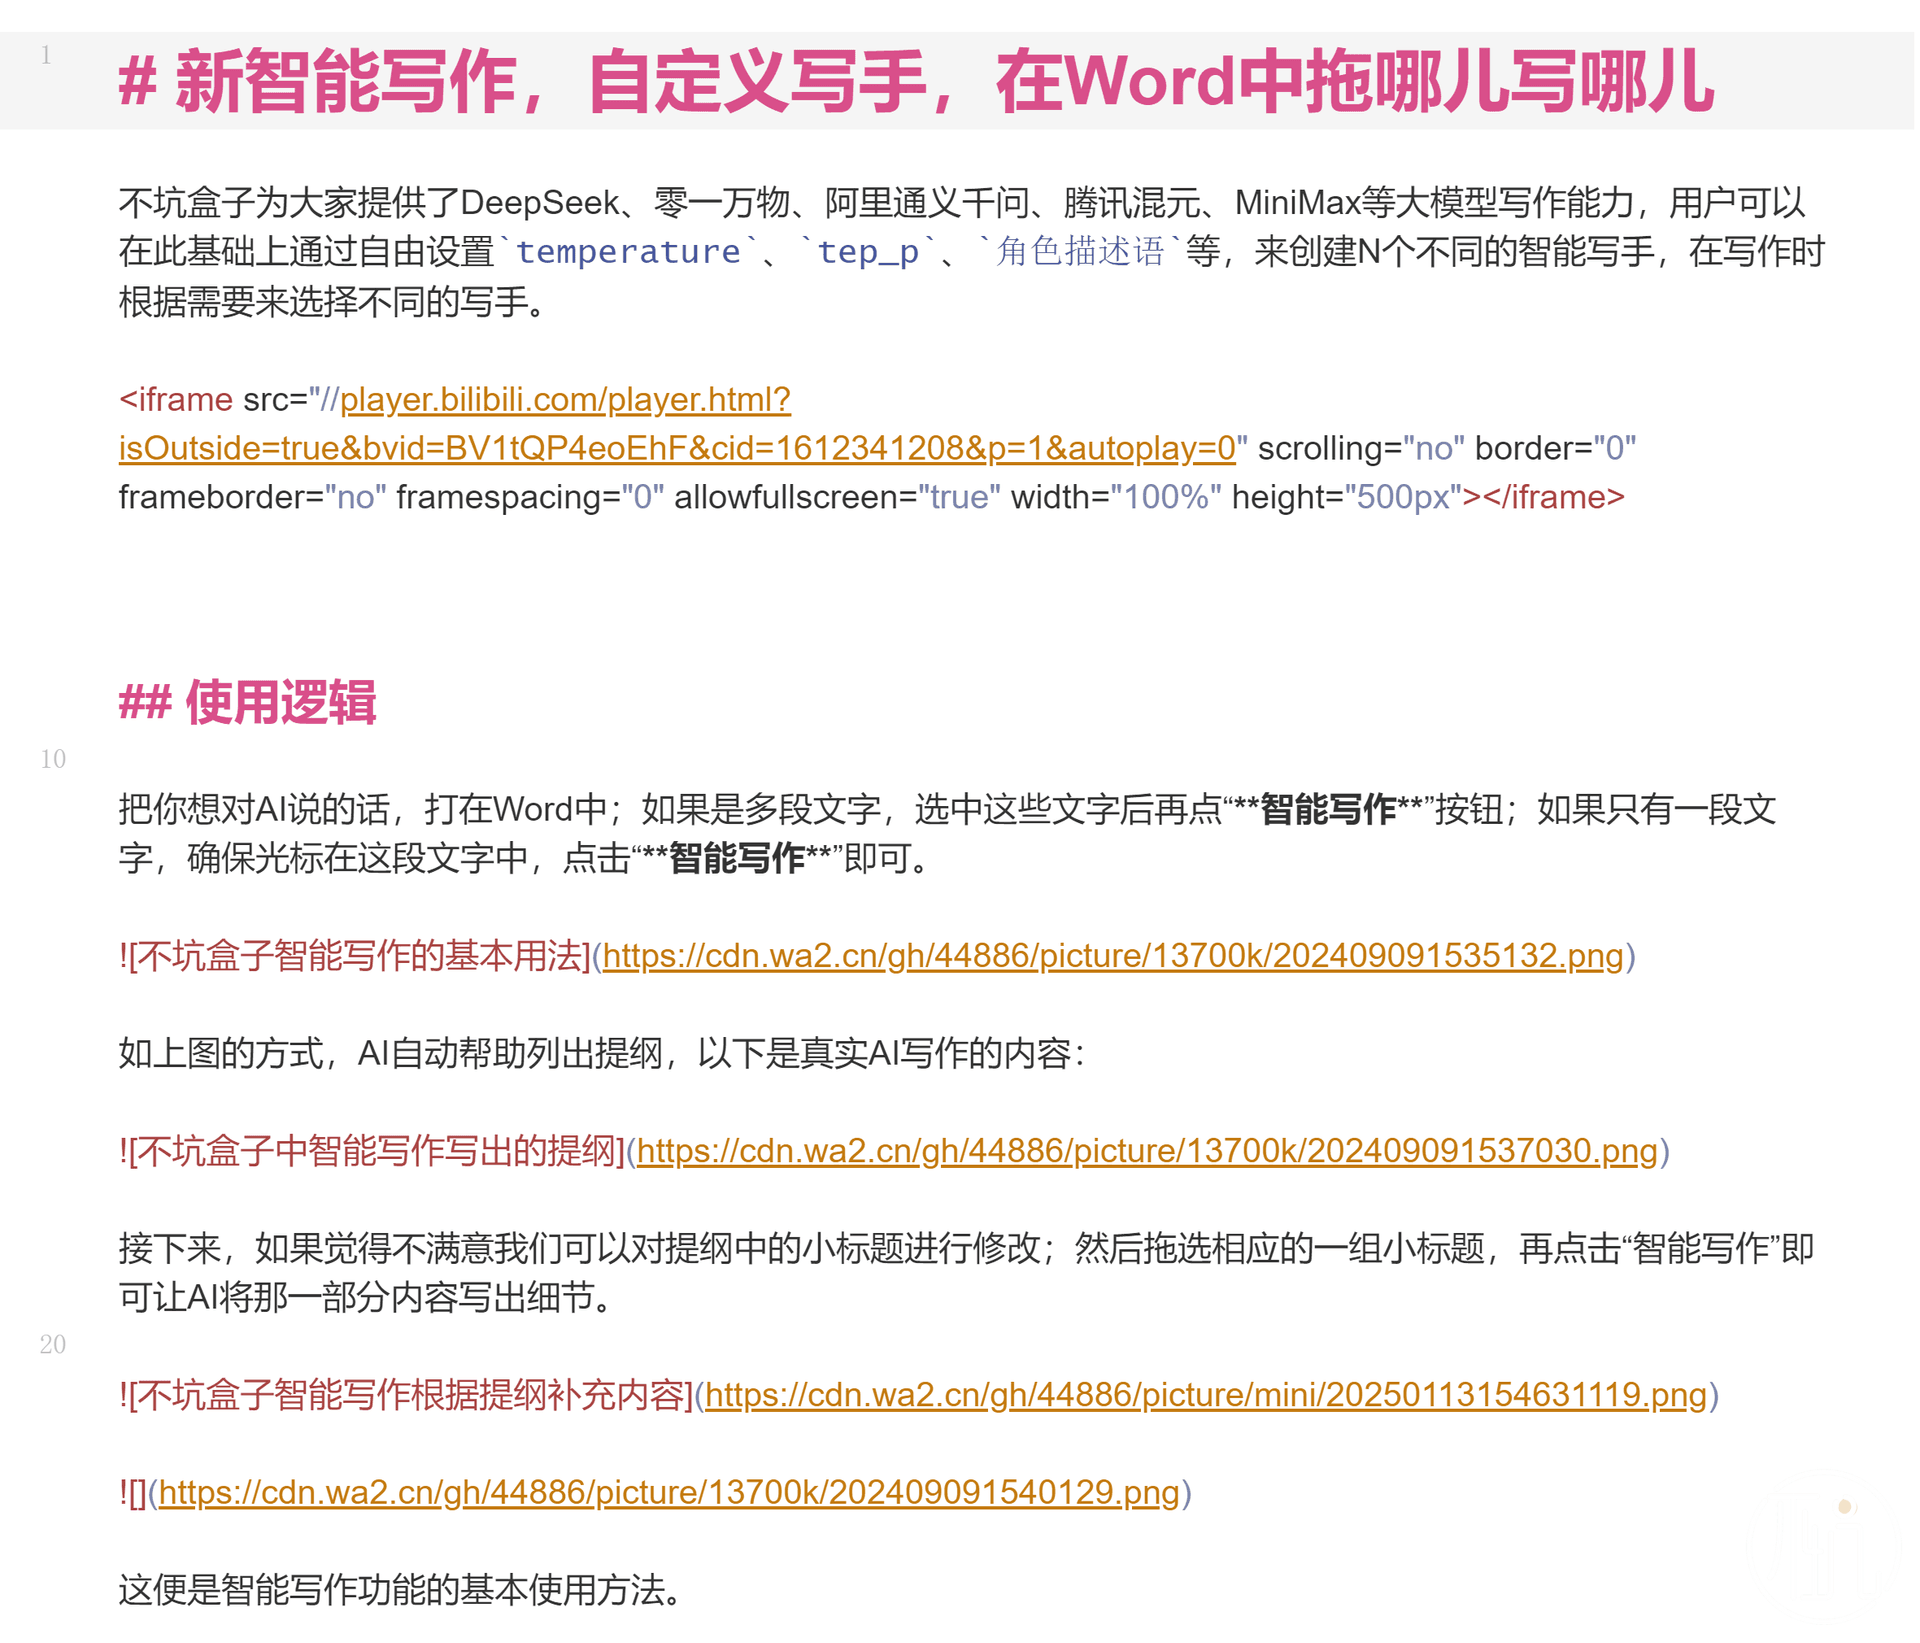 1
# 新智能写作，自定义写手，在Word中拖哪儿写哪儿
不坑盒子为大家提供了DeepSeek、零一万物、阿里通义千问、腾讯混元、MiniMax等大模型写作能力，用户可以
在此基础上通过自由设置`temperature`、`tep_p`、`角色描述语`等，来创建N个不同的智能写手，在写作时
根据需要来选择不同的写手。
<iframe src="//player.bilibili.com/player.html?
isOutside=true&bvid=BV1tQP4eoEhF&cid=1612341208&p=1&autoplay=0" scrolling="no" border="0"
frameborder="no" framespacing="0" allowfullscreen="true" width="100%" height="500px"></iframe>
## 使用逻辑
10
把你想对AI说的话，打在Word中；如果是多段文字，选中这些文字后再点“**智能写作**”按钮；如果只有一段文
字，确保光标在这段文字中，点击“**智能写作**”即可。
![不坑盒子智能写作的基本用法](https://cdn.wa2.cn/gh/44886/picture/13700k/202409091535132.png)
如上图的方式，AI自动帮助列出提纲，以下是真实AI写作的内容：
![不坑盒子中智能写作写出的提纲](https://cdn.wa2.cn/gh/44886/picture/13700k/202409091537030.png)
接下来，如果觉得不满意我们可以对提纲中的小标题进行修改；然后拖选相应的一组小标题，再点击“智能写作”即
可让AI将那一部分内容写出细节。
20
![不坑盒子智能写作根据提纲补充内容](https://cdn.wa2.cn/gh/44886/picture/mini/20250113154631119.png)
![](https://cdn.wa2.cn/gh/44886/picture/13700k/202409091540129.png)
这便是智能写作功能的基本使用方法。